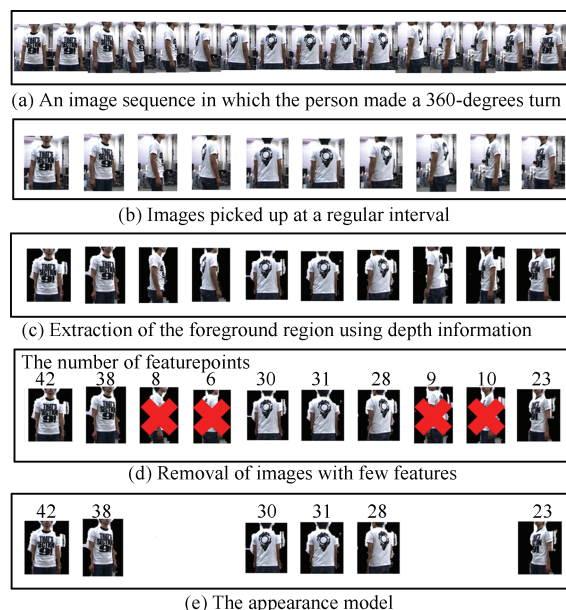 (a) An image sequence in which the person made a 360-degrees turn
(b) Images picked up at a regular interval
(c) Extraction of the foreground region using depth information
The number of featurepoints
42 38 8 6 30 31 28 9 10 23
(d) Removal of images with few features
42 38 30 31 28 23
(e) The appearance model